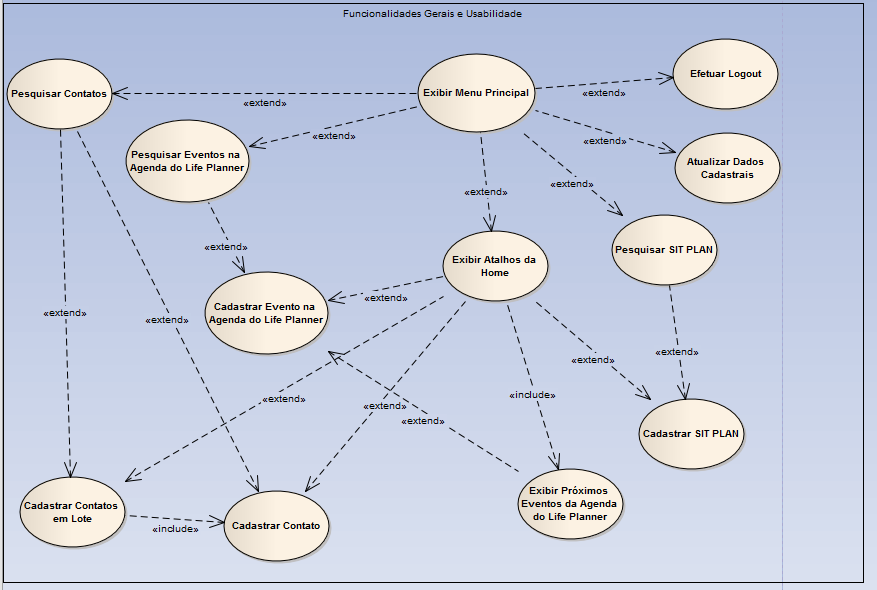 Funcionalidades Gerais e Usabilidade
Efetuar Logout
Pesquisar Contatos
Exibir Menu Principal
«extend»
«extend»
«extend»
«extend»
Pesquisar Eventos na
Agenda do Life Planner
Atualizar Dados
Cadastrais
«extend»
«extend»
«extend»
Pesquisar SIT PLAN
Exibir Atalhos da
Home
«extend»
«extend»
Cadastrar Evento na
Agenda do Life Planner
«extend»
«extend»
«extend»
«extend»
«extend»
«include»
«extend»
«extend»
Cadastrar SIT PLAN
Exibir Próximos
Eventos da Agenda
do Life Planner
Cadastrar Contatos
em Lote
«include»
Cadastrar Contato